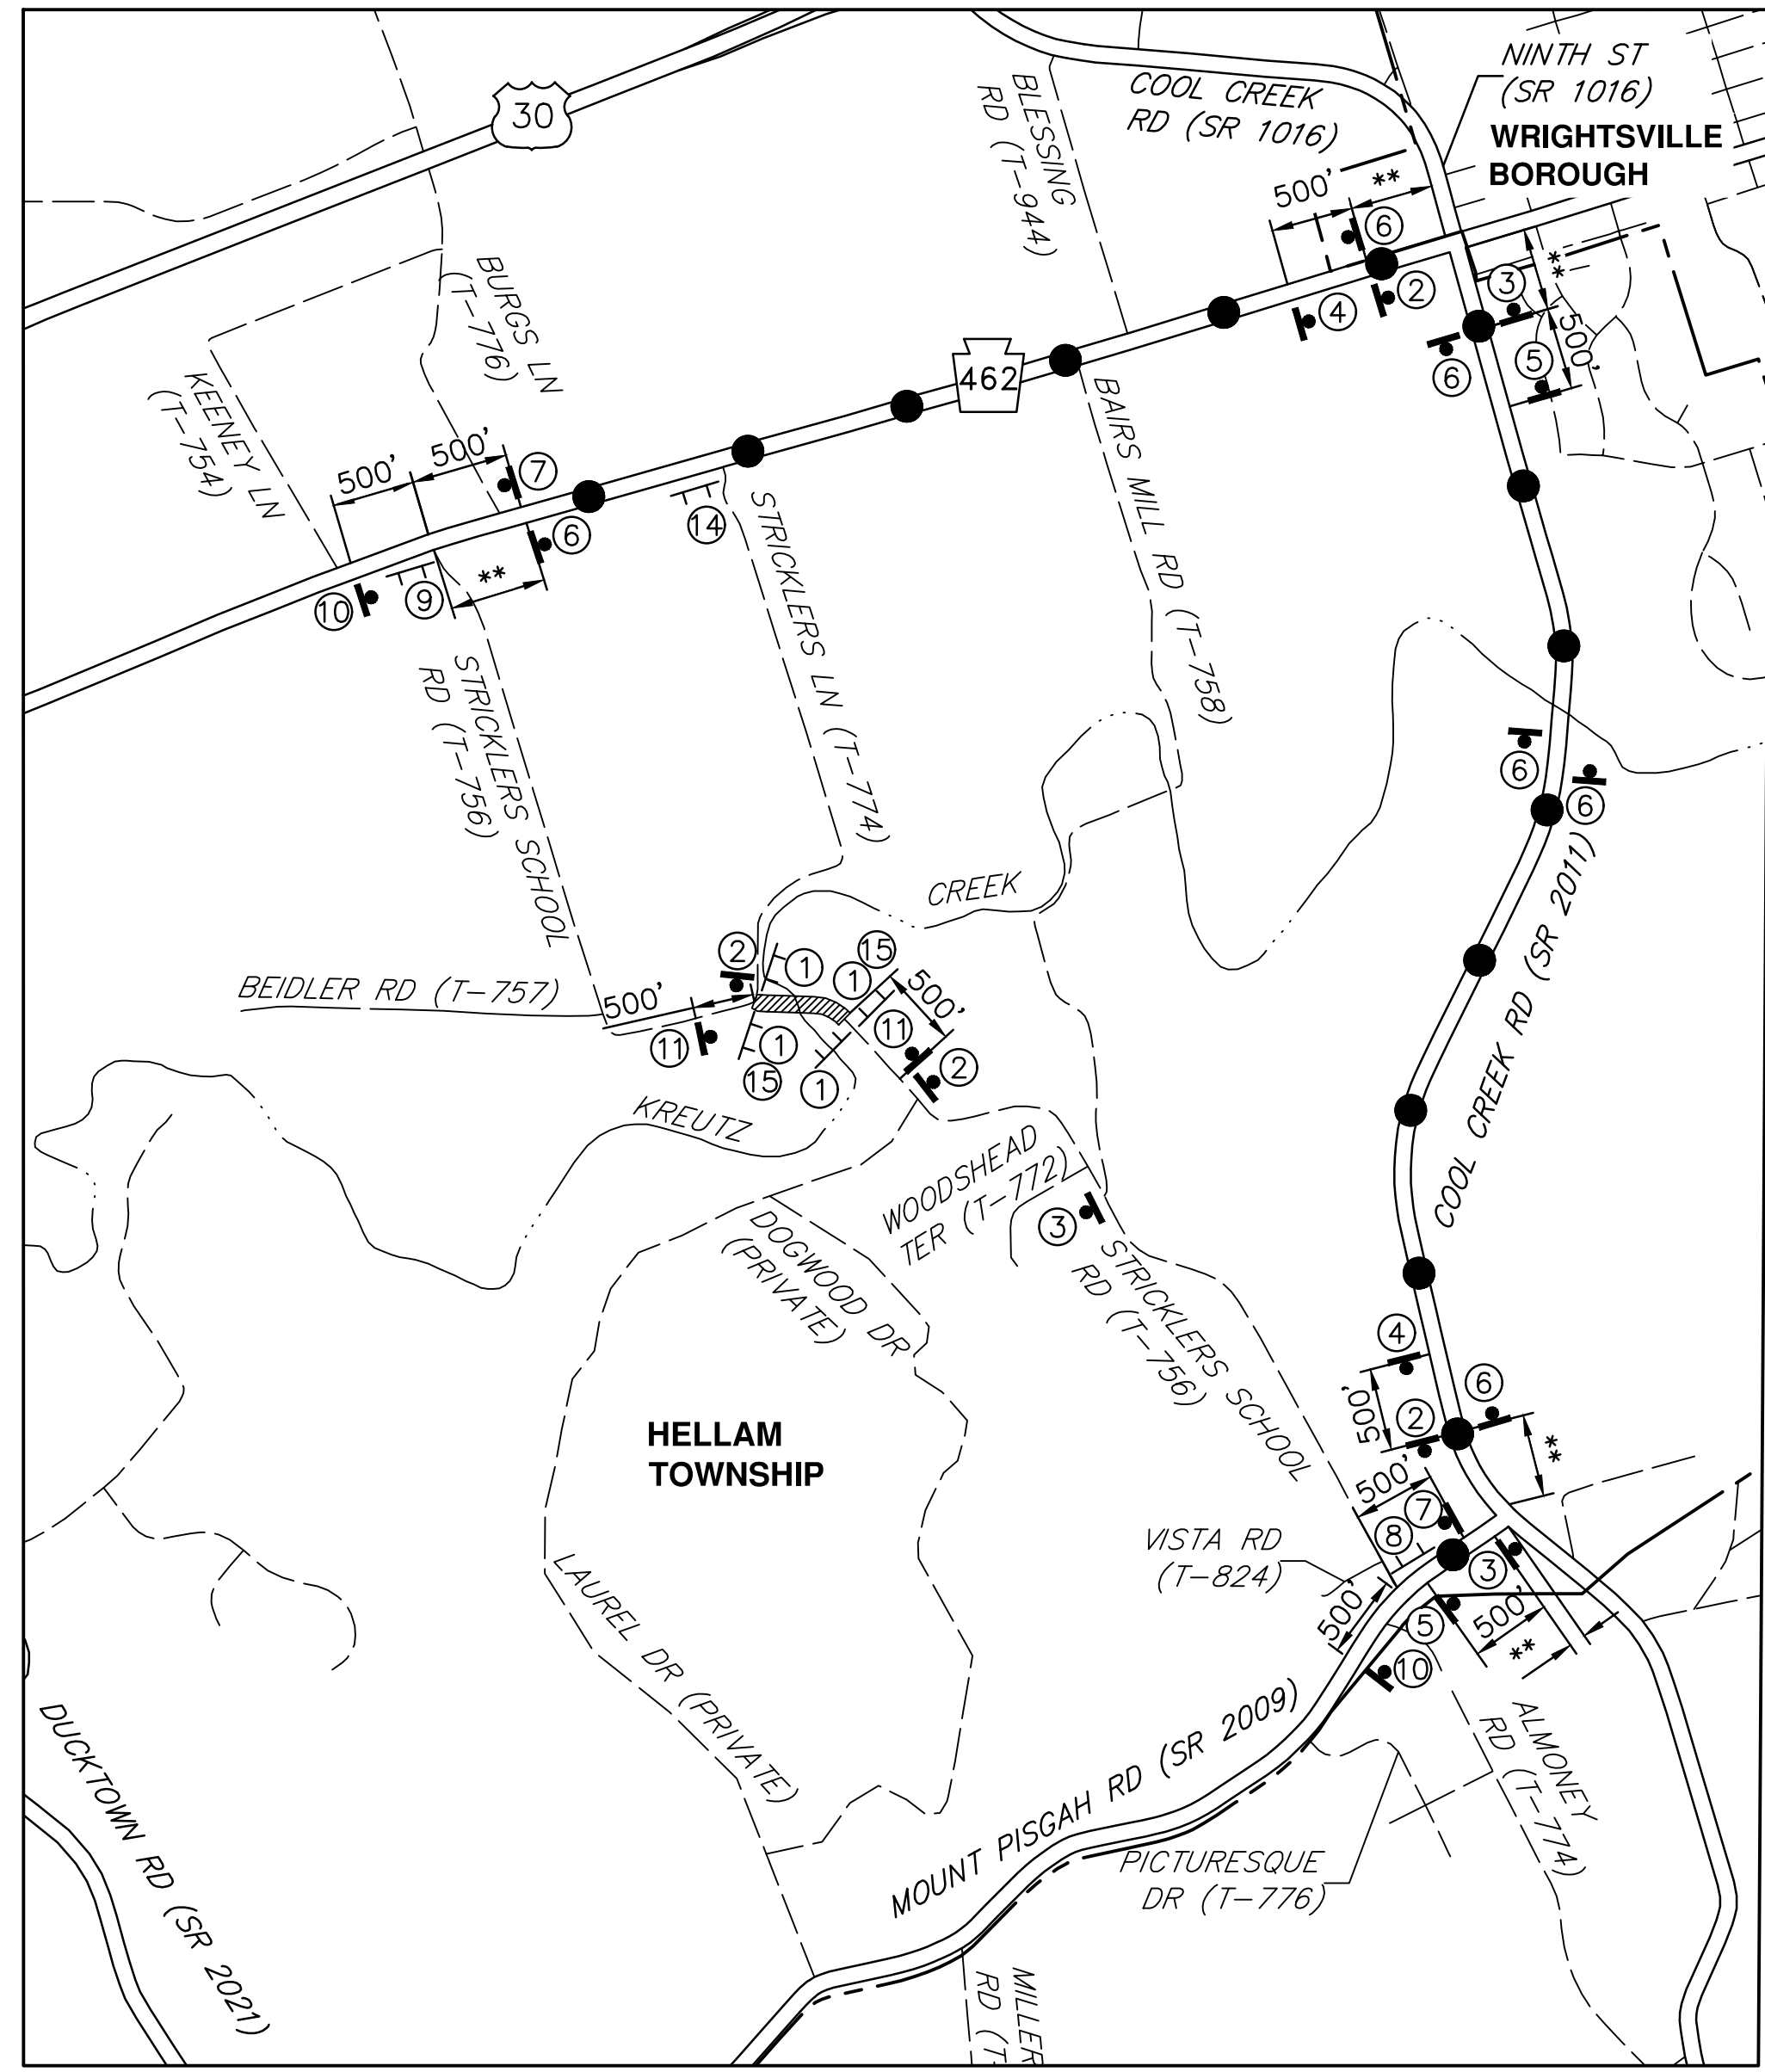 30
BLESSING
RD (T-944)
COOL CREEK
RD (SR 1016)
NINTH ST
(SR 1016)
WRIGHTSVILLE
BOROUGH
500'
**
6
2
4
3
**
500'
5
6
BURGS LN
(T-776)
KEENEY LN
(T-754)
462
BAIRS MILL RD (T-758)
500'
500'
7
6
14
**
10
9
STRICKLERS SCHOOL
RD (T-756)
STRICKLERS LN (T-774)
6
6
COOL CREEK RD (SR 2011)
CREEK
BEIDLER RD (T-757)
500'
2
1
15
1
500'
11
11
1
15
1
2
KREUTZ
WOODSHEAD
TER (T-772)
3
STRICKLERS SCHOOL
RD (T-756)
DOGWOOD DR
(PRIVATE)
HELLAM
TOWNSHIP
4
6
500'
2
**
500'
7
8
3
VISTA RD
(T-824)
500'
5
500'
**
10
LAUREL DR (PRIVATE)
MOUNT PISGAH RD (SR 2009)
ALMONEY
RD (T-774)
PICTURESQUE
DR (T-776)
DUCKTOWN RD (SR 2021)
MILLER
RD (T-